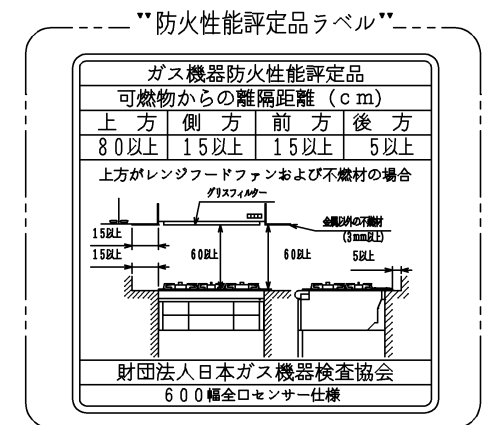 "防火性能評定品ラベル"
ガス機器防火性能評定品
可燃物からの離隔距離（cm）
上方 側方 前方 後方
80以上 15以上 15以上 5以上
上方がレンジフードファンおよび不燃材の場合
グリスフィルター
金属以外の不燃材
(3mm以上)
15以上
15以上 60以上 60以上 5以上
財団法人日本ガス機器検査協会
600幅全口センサー仕様